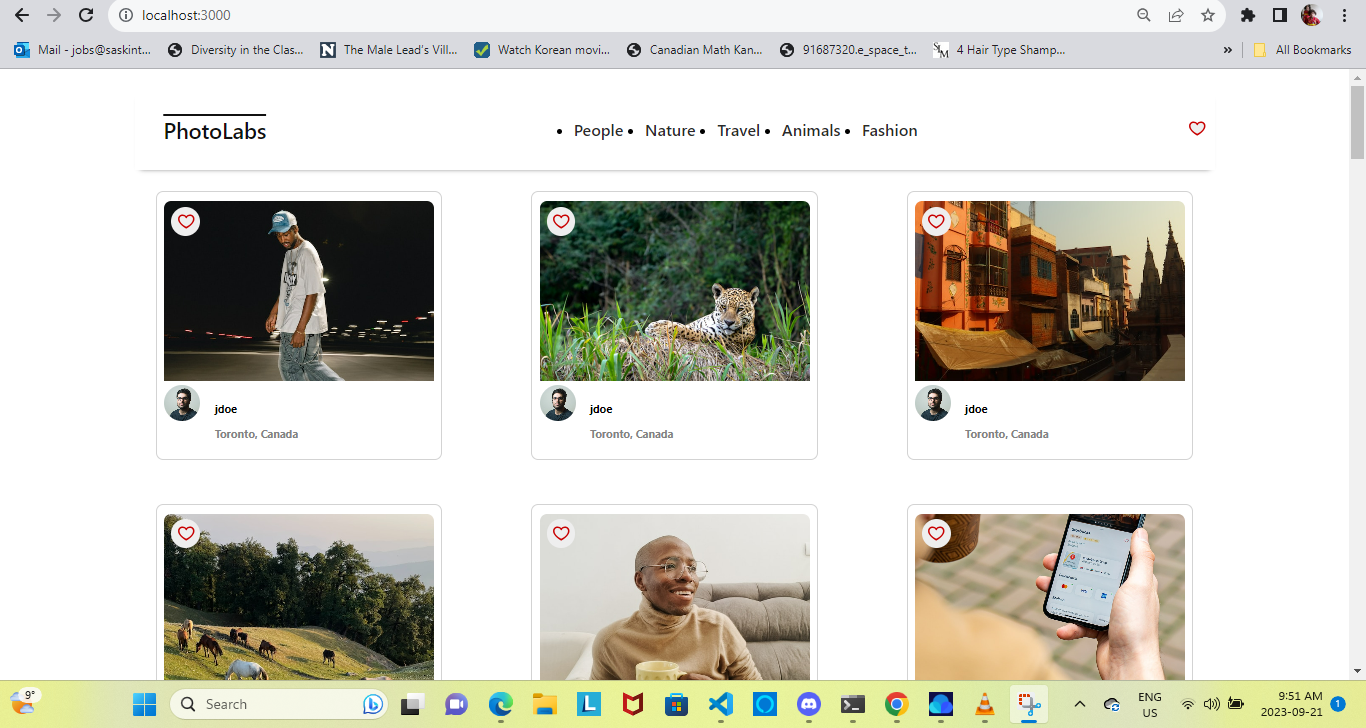 localhost:3000
Mail - jobs@saskint... Diversity in the Clas... The Male Lead's Vill... Watch Korean movi... Canadian Math Kan... 91687320.e_space_t... 4 Hair Type Shamp... » All Bookmarks
PhotoLabs
• People • Nature • Travel • Animals • Fashion
jdoe
Toronto, Canada
jdoe
Toronto, Canada
jdoe
Toronto, Canada
9°
Search
ENG
US
9:51 AM
2023-09-21
1